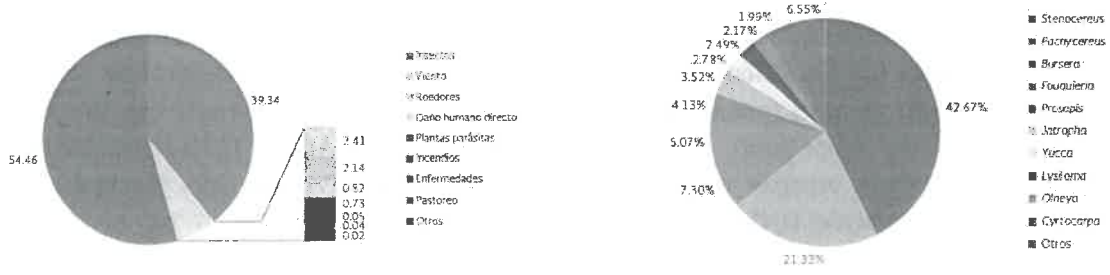 39.34
54.46
2.41
2.14
0.82
0.73
0.05
0.04
0.02
Insectos
Viento
Roedores
Daño humano directo
Plantas parásitas
Incendios
Enfermedades
Pastoreo
Otros
6.55%
1.99%
2.17%
2.49%
2.78%
3.52%
4.13%
5.07%
7.30%
21.33%
42.67%
Stenocereus
Pachycereus
Bursera
Fouquieria
Prosopis
Jatropha
Yucca
Lysiloma
Olneya
Cyrtocarpa
Otros